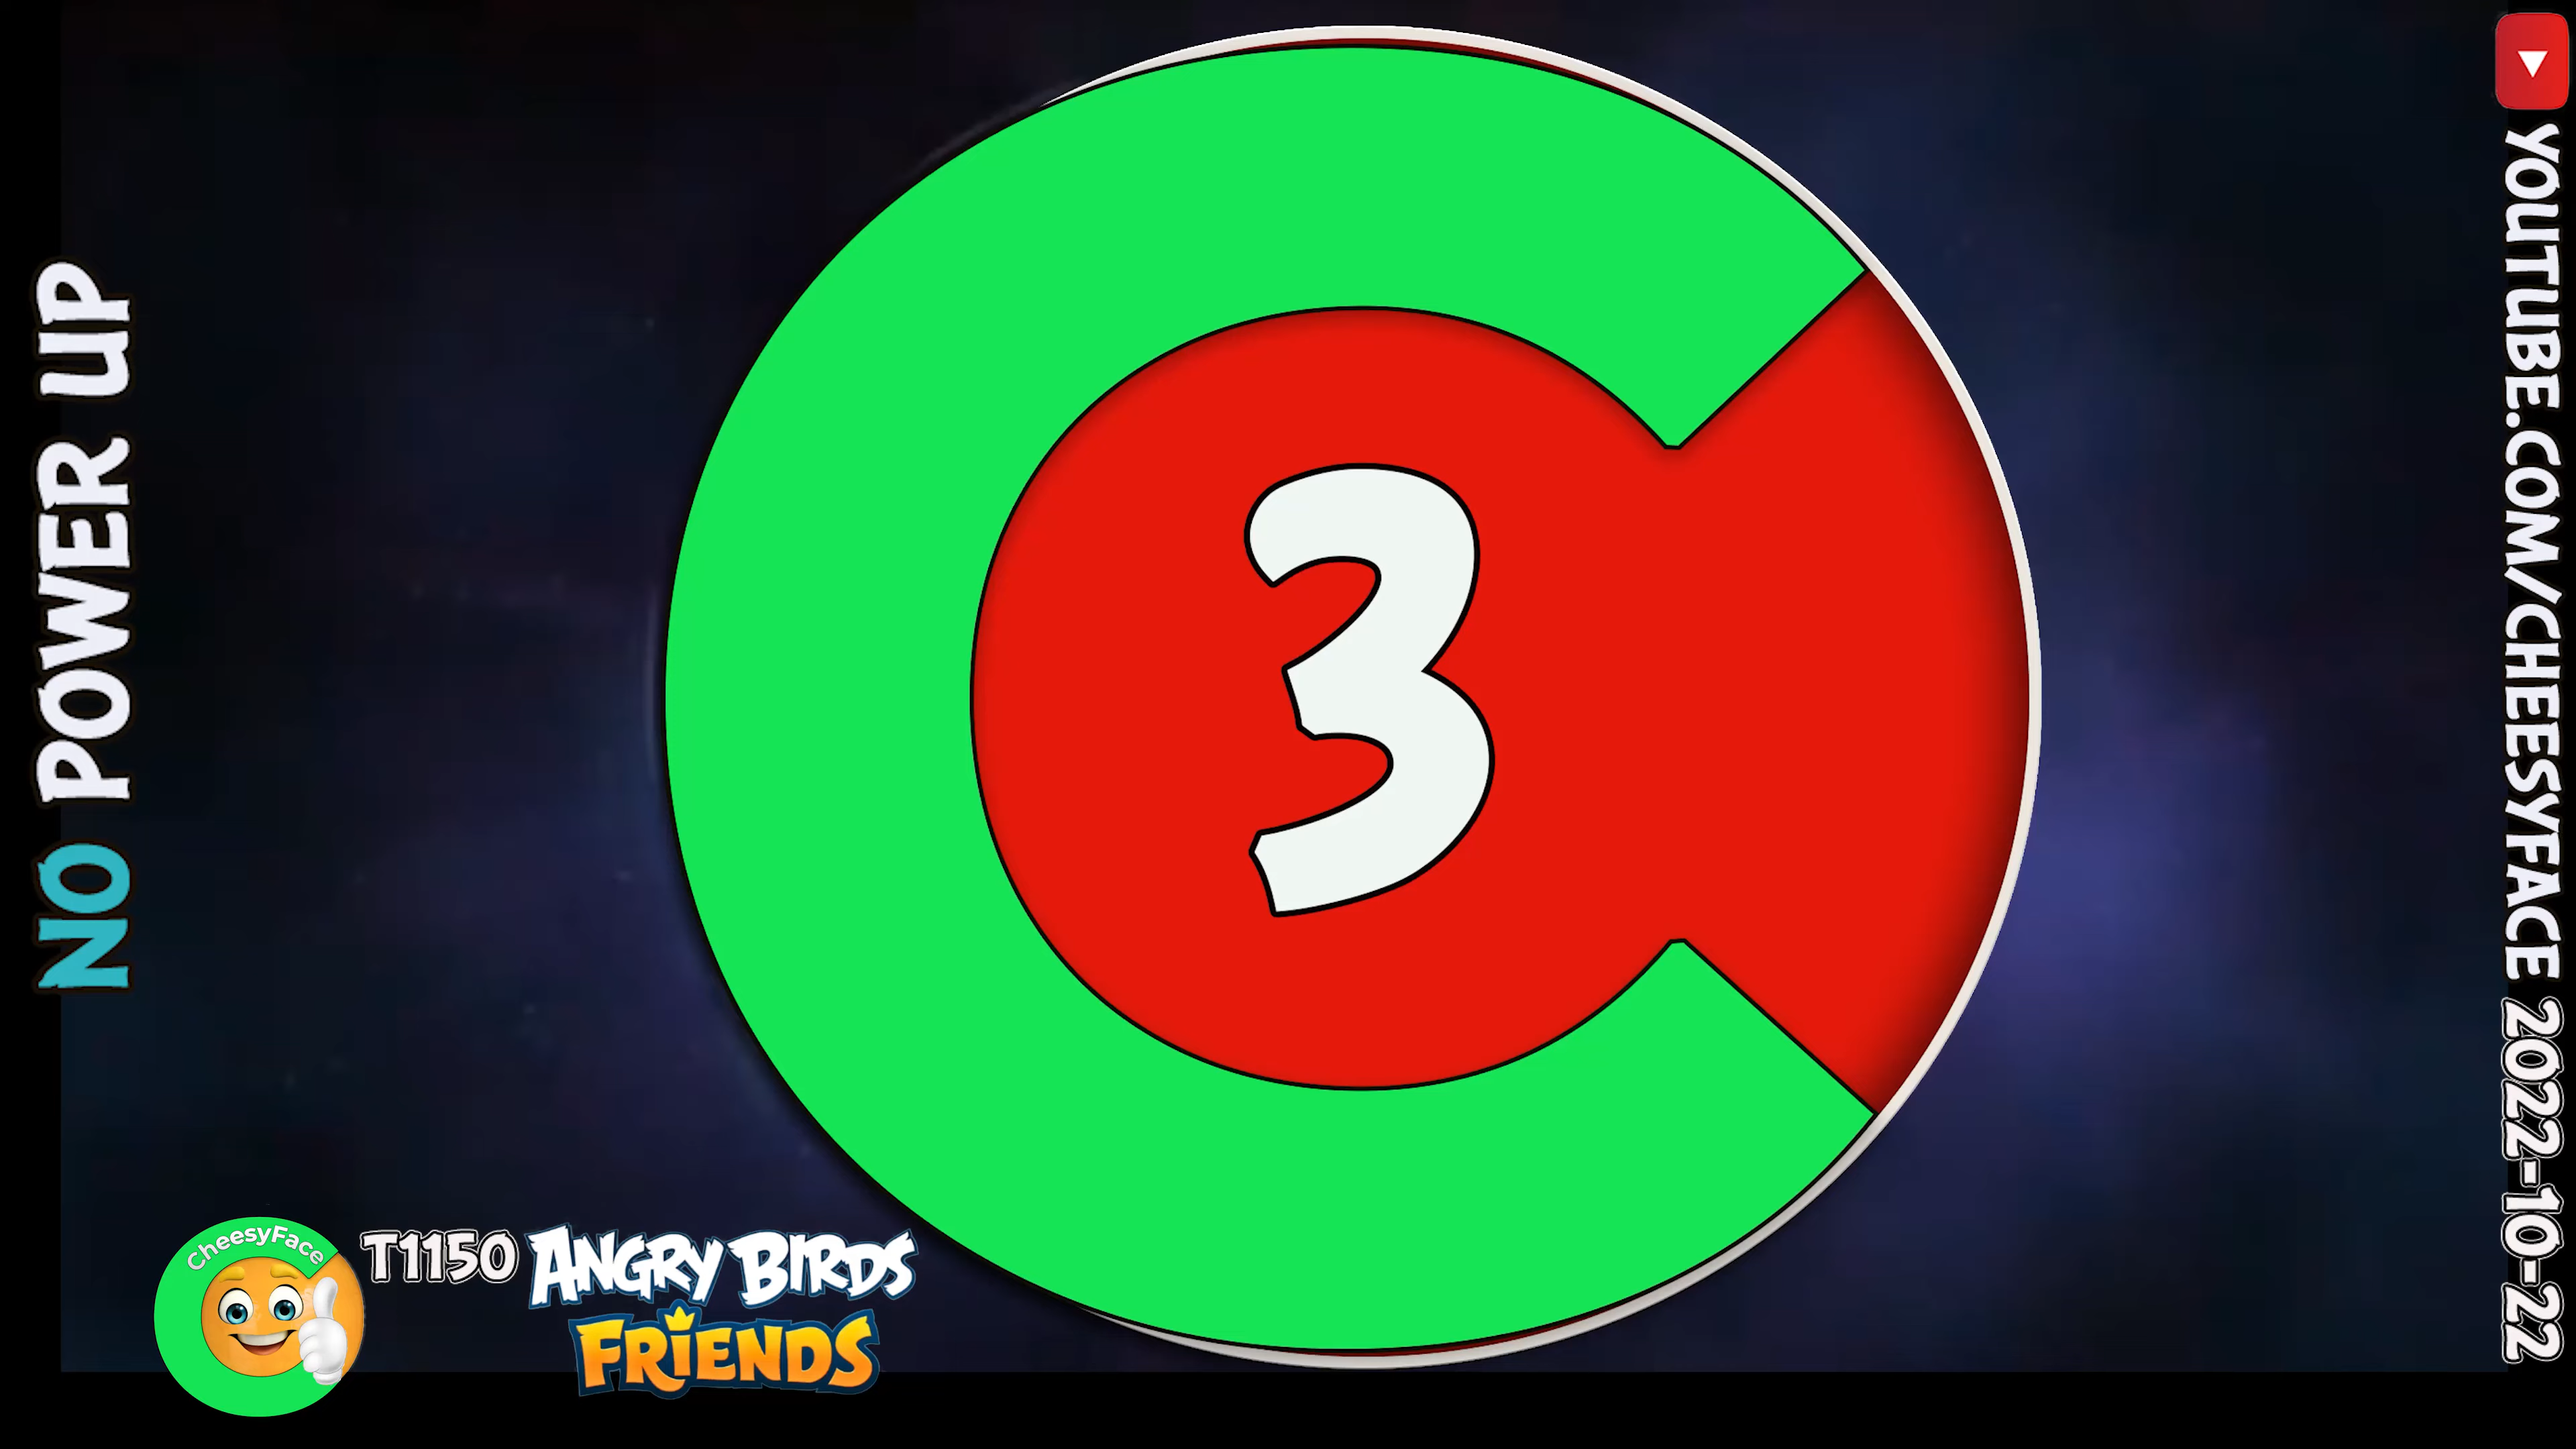 NO POWER UP
3
CheesyFace
T1150
ANGRY BIRDS
FRIENDS
YOUTUBE.COM/CHEESYFACE 2022-10-22